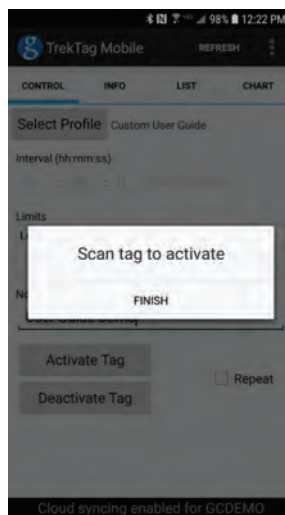 98% 12:22 PM
TrekTag Mobile REFRESH
CONTROL INFO LIST CHART
Select Profile Custom User Guide
Interval (hh:mm:ss)
Limits
Scan tag to activate
FINISH
Activate Tag
Repeat
Deactivate Tag
Cloud syncing enabled for GCDEMO